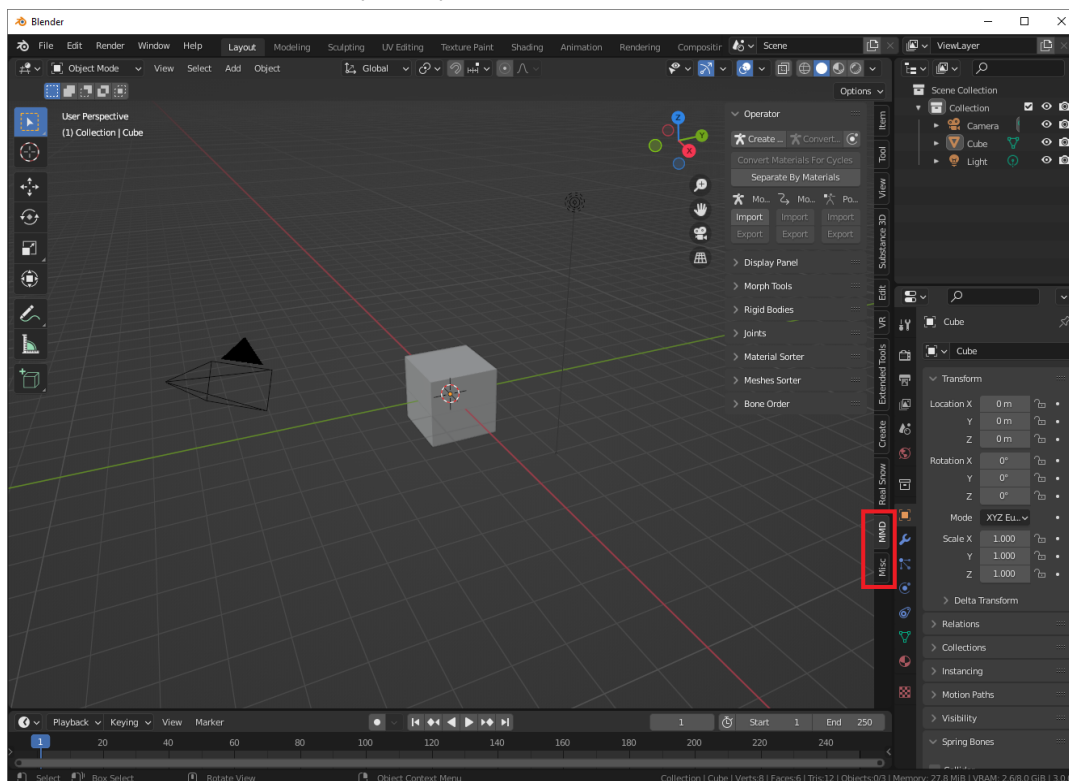 Blender
File Edit Render Window Help Layout Modeling Sculpting UV Editing Texture Paint Shading Animation Rendering Compositir Scene ViewLayer
Object Mode View Select Add Object Global
Options
User Perspective
(1) Collection | Cube
Z
Y
X
Operator
Create ... Convert...
Convert Materials For Cycles
Separate By Materials
Mo... Mo... Po...
Import Import Import
Export Export Export
Display Panel
Morph Tools
Rigid Bodies
Joints
Material Sorter
Meshes Sorter
Bone Order
Item
Tool
View
Substance 3D
Edit
VR
Extended Tools
Create
Real Snow
MMD
Misc
Scene Collection
Collection
Camera
Cube
Light
Cube
Cube
Transform
Location X 0 m
Y 0 m
Z 0 m
Rotation X 0°
Y 0°
Z 0°
Mode XYZ Eu...
Scale X 1.000
Y 1.000
Z 1.000
Delta Transform
Relations
Collections
Instancing
Motion Paths
Visibility
Spring Bones
Playback Keying View Marker 1 Start 1 End 250
1 20 40 60 80 100 120 140 160 180 200 220 240
Select Box Select Rotate View Object Context Menu Collection | Cube | Verts:8 | Faces:6 | Tris:12 | Objects:0/3 | Memory: 27.8 MiB | VRAM: 2.6/8.0 GiB | 3.0